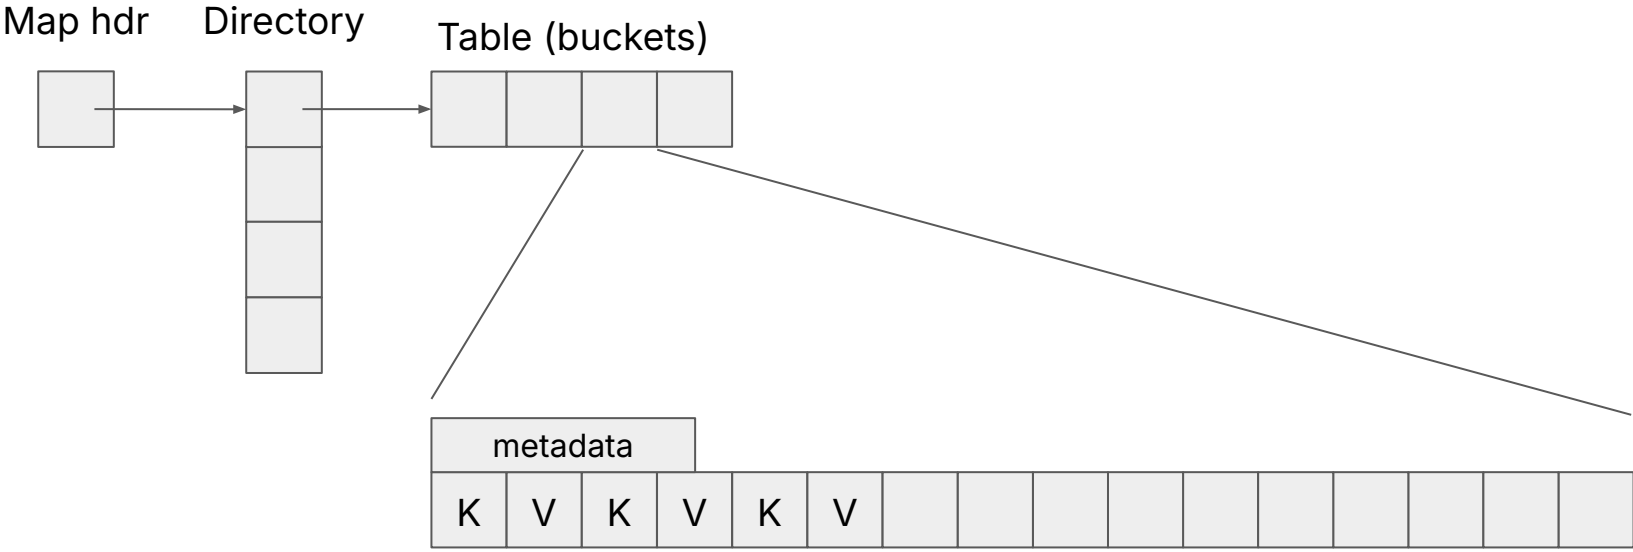 Map hdr Directory Table (buckets)
metadata
K V K V K V